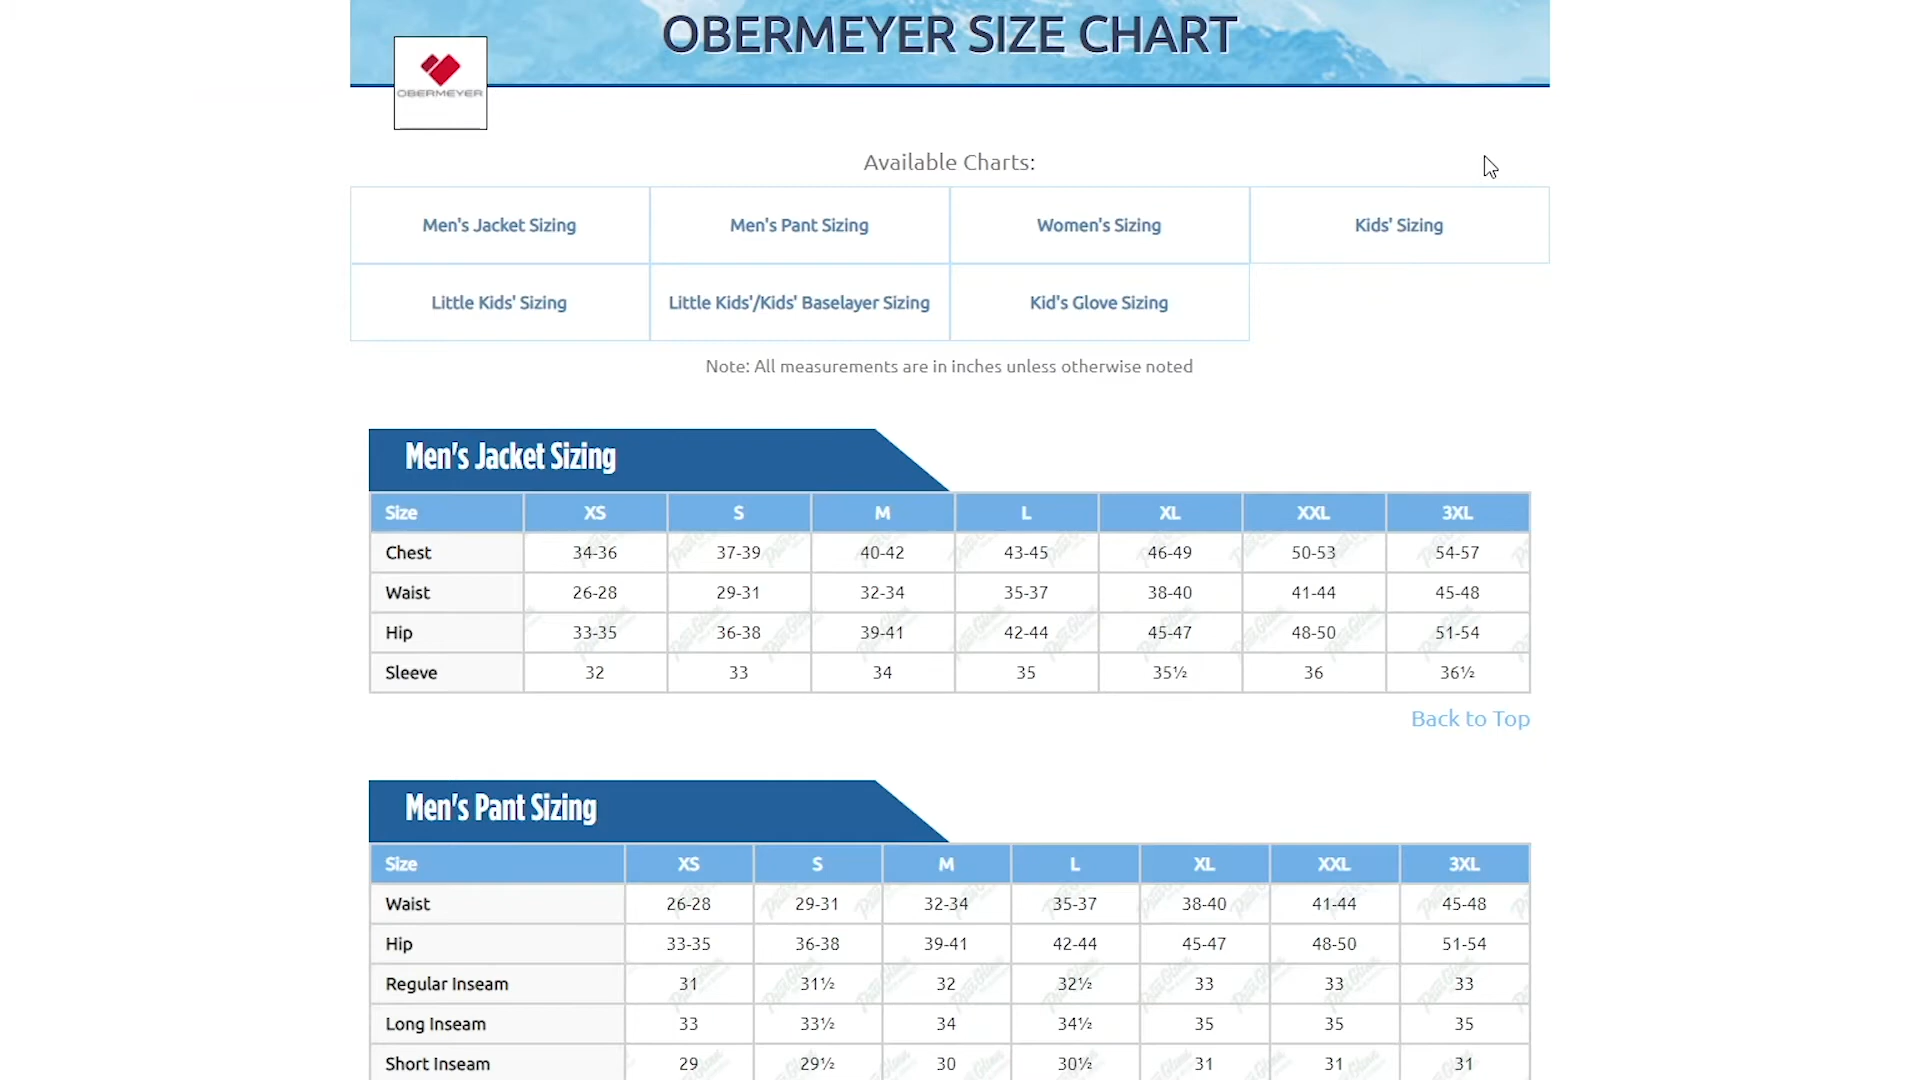 OBERMEYER SIZE CHART
OBERMEYER
Available Charts:
Men's Jacket Sizing Men's Pant Sizing Women's Sizing Kids' Sizing
Little Kids' Sizing Little Kids'/Kids' Baselayer Sizing Kid's Glove Sizing
Note: All measurements are in inches unless otherwise noted
Men's Jacket Sizing
Size XS S M L XL XXL 3XL
Chest 34-36 37-39 40-42 43-45 46-49 50-53 54-57
Waist 26-28 29-31 32-34 35-37 38-40 41-44 45-48
Hip 33-35 36-38 39-41 42-44 45-47 48-50 51-54
Sleeve 32 33 34 35 35½ 36 36½
Back to Top
Men's Pant Sizing
Size XS S M L XL XXL 3XL
Waist 26-28 29-31 32-34 35-37 38-40 41-44 45-48
Hip 33-35 36-38 39-41 42-44 45-47 48-50 51-54
Regular Inseam 31 31½ 32 32½ 33 33 33
Long Inseam 33 33½ 34 34½ 35 35 35
Short Inseam 29 29½ 30 30½ 31 31 31